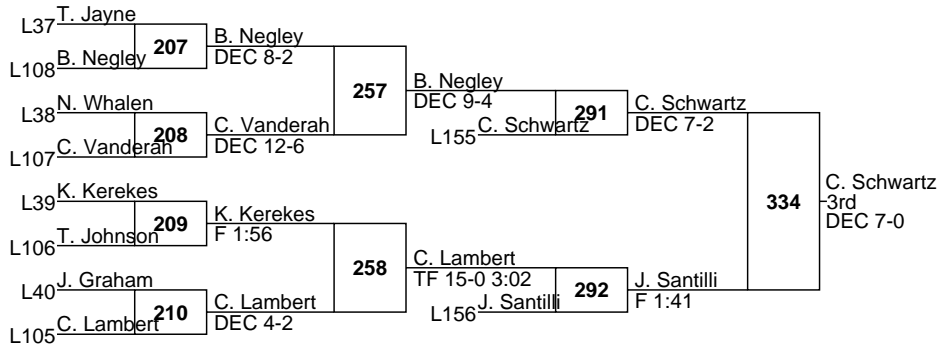 T. Jayne
L37
207
B. Negley
DEC 8-2
B. Negley
L108
257
B. Negley
DEC 9-4
N. Whalen
L38
208
C. Vanderah
DEC 12-6
C. Vanderah
L107
291
C. Schwartz
DEC 7-2
C. Schwartz
L155
K. Kerekes
L39
209
K. Kerekes
F 1:56
T. Johnson
L106
258
C. Lambert
TF 15-0 3:02
J. Graham
L40
210
C. Lambert
DEC 4-2
C. Lambert
L105
292
J. Santilli
F 1:41
J. Santilli
L156
334
C. Schwartz
3rd
DEC 7-0